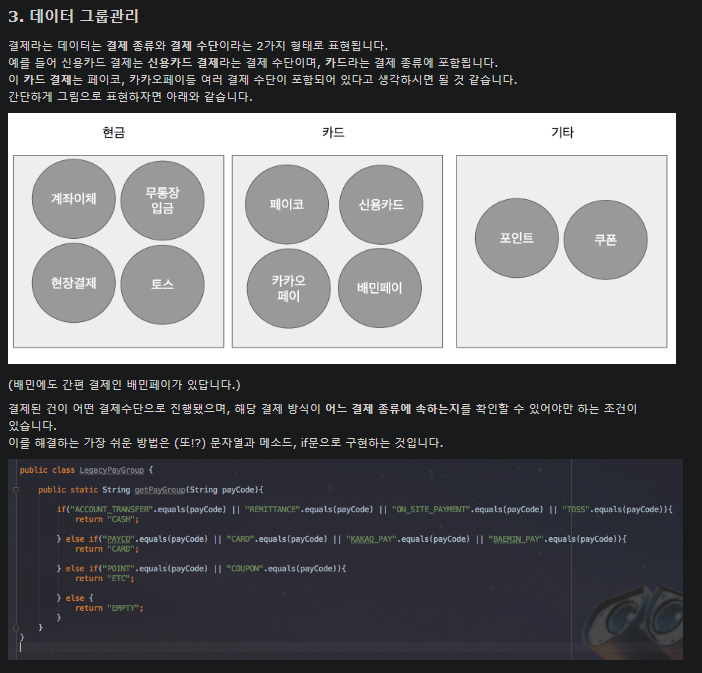 3. 데이터 그룹관리
결제라는 데이터는 결제 종류와 결제 수단이라는 2가지 형태로 표현됩니다.
예를 들어 신용카드 결제는 신용카드 결제라는 결제 수단이며, 카드라는 결제 종류에 포함됩니다.
이 카드 결제는 페이코, 카카오페이등 여러 결제 수단이 포함되어 있다고 생각하시면 될 것 같습니다.
간단하게 그림으로 표현하자면 아래와 같습니다.
현금
카드
기타
계좌이체
무통장
입금
현장결제
토스
페이코
신용카드
카카오
페이
배민페이
포인트
쿠폰
(배민에도 간편 결제인 배민페이가 있답니다.)
결제된 건이 어떤 결제수단으로 진행됐으며, 해당 결제 방식이 어느 결제 종류에 속하는지를 확인할 수 있어야만 하는 조건이
있습니다.
이를 해결하는 가장 쉬운 방법은 (또!?) 문자열과 메소드, if문으로 구현하는 것입니다.
public class LegacyPayGroup {
public static String getPayGroup(String payCode){
if("ACCOUNT_TRANSFER".equals(payCode) || "REMITTANCE".equals(payCode) || "ON_SITE_PAYMENT".equals(payCode) || "TOSS".equals(payCode)){
return "CASH";
} else if("PAYCO".equals(payCode) || "CARD".equals(payCode) || "KAKAO_PAY".equals(payCode) || "BAEMIN_PAY".equals(payCode)){
return "CARD";
} else if("POINT".equals(payCode) || "COUPON".equals(payCode)){
return "ETC";
} else {
return "EMPTY";
}
}
}